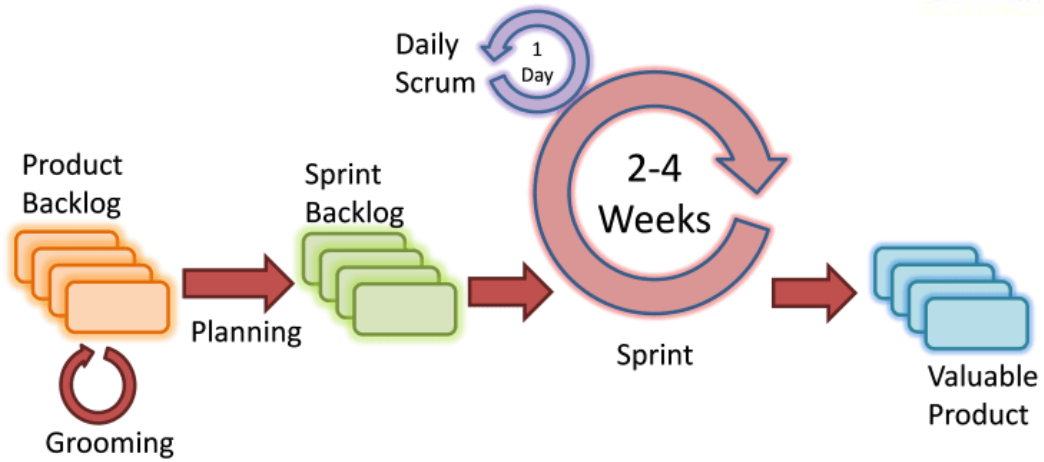 Daily
Scrum
1
Day
2-4
Weeks
Product
Backlog
Sprint
Backlog
Planning
Sprint
Grooming
Valuable
Product